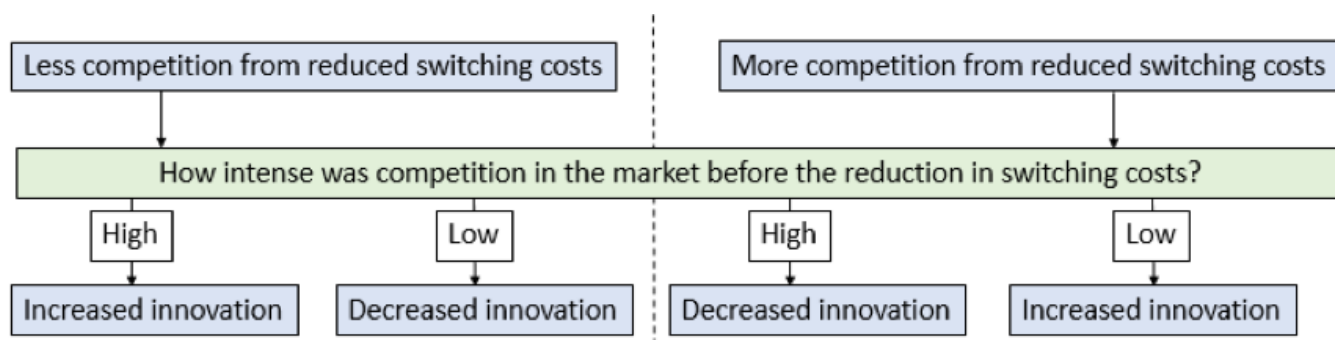 Less competition from reduced switching costs
More competition from reduced switching costs
How intense was competition in the market before the reduction in switching costs?
High
Low
High
Low
Increased innovation
Decreased innovation
Decreased innovation
Increased innovation